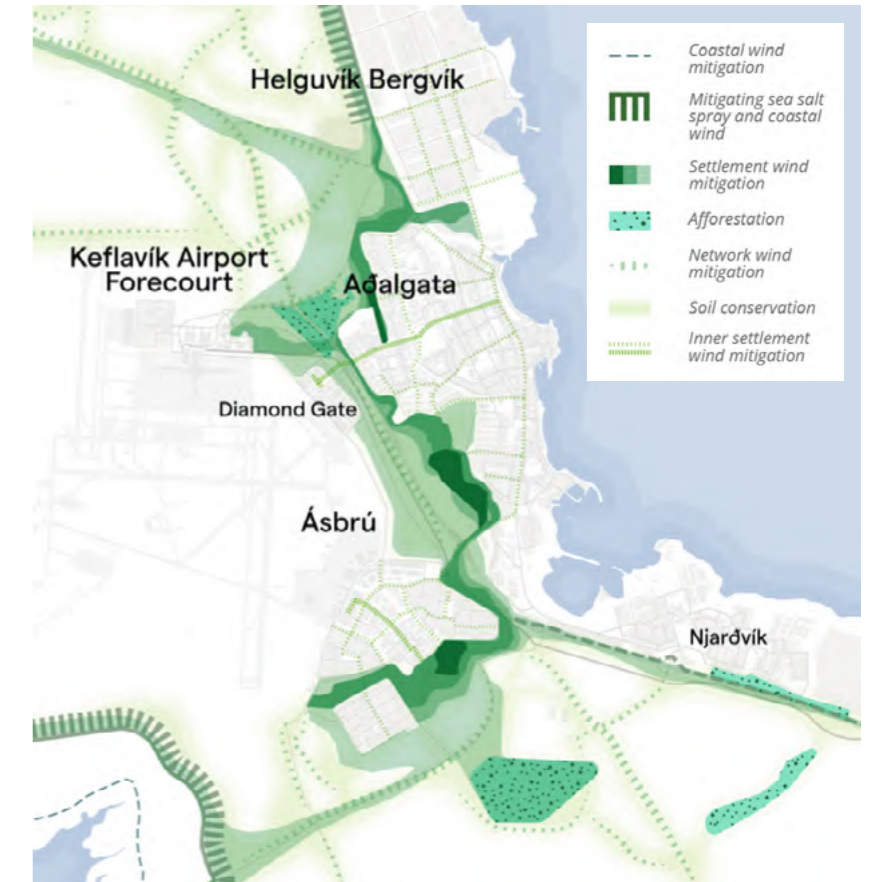 Helguvík Bergvík
Keflavík Airport
Forecourt
Aðalgata
Diamond Gate
Ásbrú
Njarðvík
Coastal wind
mitigation
Mitigating sea salt
spray and coastal
wind
Settlement wind
mitigation
Afforestation
Network wind
mitigation
Soil conservation
Inner settlement
wind mitigation